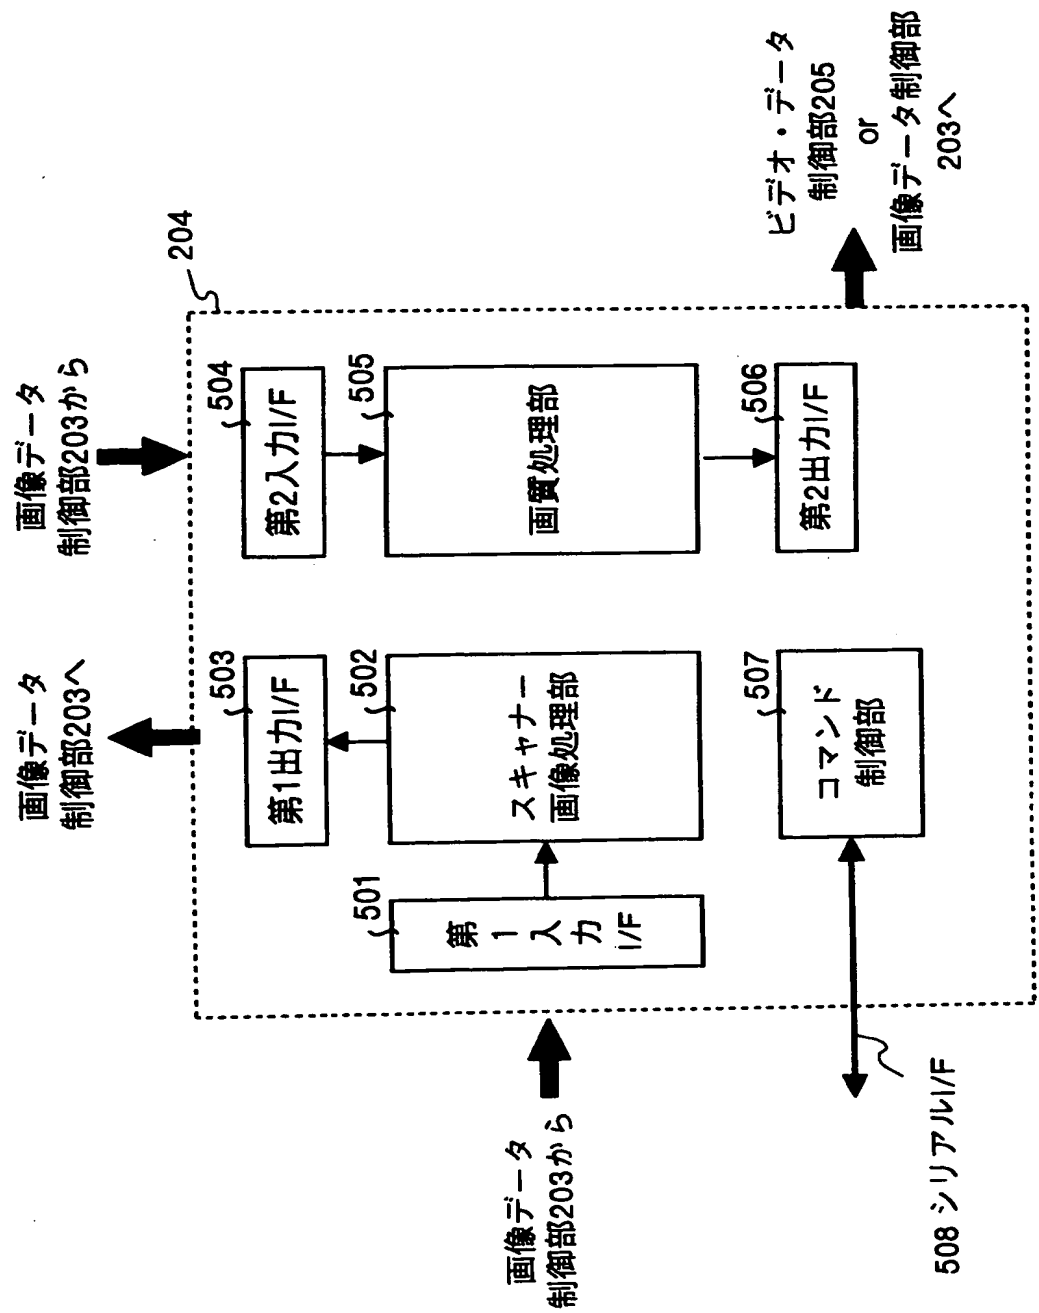 画像データ
制御部203へ
画像データ
制御部203から
204
503
第1出力I/F
504
第2入力I/F
501
第
1
入
力
I/F
502
スキャナー
画像処理部
505
画質処理部
507
コマンド
制御部
506
第2出力I/F
画像データ
制御部203から
508 シリアルI/F
ビデオ・データ
制御部205
or
画像データ制御部
203へ